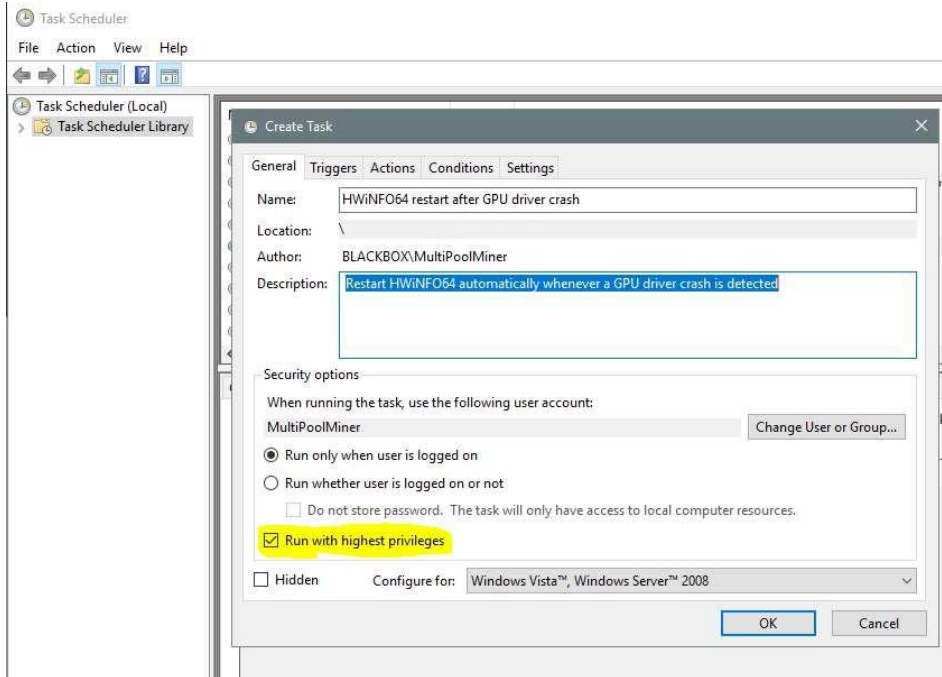 Task Scheduler
File Action View Help
Task Scheduler (Local)
Task Scheduler Library
Create Task
General Triggers Actions Conditions Settings
Name: HWiNFO64 restart after GPU driver crash
Location: \
Author: BLACKBOX\MultiPoolMiner
Description: Restart HWiNFO64 automatically whenever a GPU driver crash is detected
Security options
When running the task, use the following user account:
MultiPoolMiner Change User or Group...
Run only when user is logged on
Run whether user is logged on or not
Do not store password. The task will only have access to local computer resources.
Run with highest privileges
Hidden Configure for: Windows Vista™, Windows Server™ 2008
OK Cancel